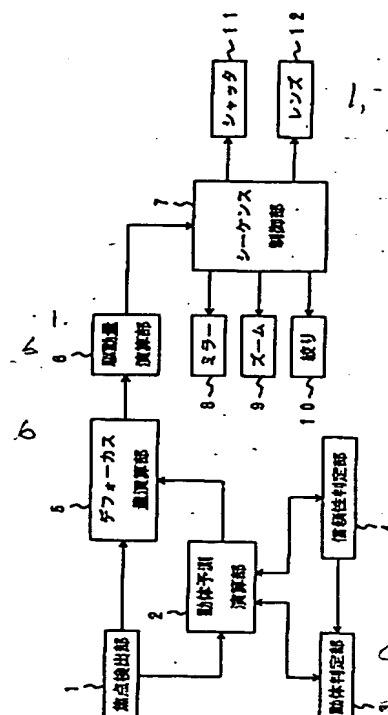 1
焦点検出部
2
動体予測
演算部
動体判定部
信頼性判定部
5
デフォーカス
量演算部
6
駆動量
演算部
7
シーケンス
制御部
8
ミラー
9
ズーム
10
絞り
シャッタ
11
レンズ
12